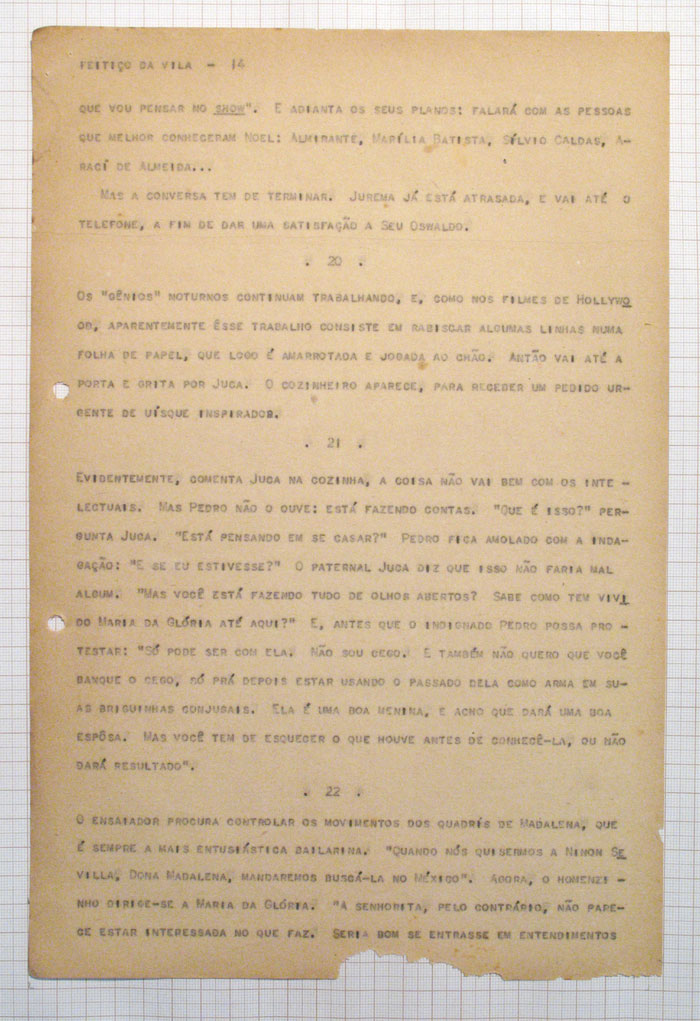 FEITIÇO DA VILA - 14
QUE VOU PENSAR NO SHOW". E ADIANTA OS SEUS PLANOS: FALARÁ COM AS PESSOAS
QUE MELHOR CONHECERAM NOEL: ALMIRANTE, MARÍLIA BATISTA, SÍLVIO CALDAS, A-
RACÍ DE ALMEIDA...
MAS A CONVERSA TEM DE TERMINAR. JUREMA JÁ ESTÁ ATRASADA, E VAI ATÉ O
TELEFONE, A FIM DE DAR UMA SATISFAÇÃO A SEU OSWALDO.
. 20 .
OS "GÊNIOS" NOTURNOS CONTINUAM TRABALHANDO, E, COMO NOS FILMES DE HOLLYWO
OD, APARENTEMENTE ÊSSE TRABALHO CONSISTE EM RABISCAR ALGUMAS LINHAS NUMA
FOLHA DE PAPEL, QUE LOGO É AMARROTADA E JOGADA AO CHÃO. ANTÃO VAI ATÉ A
PORTA E GRITA POR JUCA. O COZINHEIRO APARECE, PARA RECEBER UM PEDIDO UR-
GENTE DE UÍSQUE INSPIRADOR.
. 21 .
EVIDENTEMENTE, COMENTA JUCA NA COZINHA, A COISA NÃO VAI BEM COM OS INTE -
LECTUAIS. MAS PEDRO NÃO O OUVE: ESTÁ FAZENDO CONTAS. "QUE É ISSO?" PER-
GUNTA JUCA. "ESTÁ PENSANDO EM SE CASAR?" PEDRO FICA AMOLADO COM A INDA-
GAÇÃO: "E SE EU ESTIVESSE?" O PATERNAL JUCA DIZ QUE ISSO NÃO FARIA MAL
ALGUM. "MAS VOCÊ ESTÁ FAZENDO TUDO DE OLHOS ABERTOS? SABE COMO TEM VIVI
DO MARIA DA GLÓRIA ATÉ AQUI?" E, ANTES QUE O INDIGNADO PEDRO POSSA PRO -
TESTAR: "SÓ PODE SER COM ELA. NÃO SOU CEGO. E TAMBÉM NÃO QUERO QUE VOCÊ
BANQUE O CEGO, SÓ PRÁ DEPOIS ESTAR USANDO O PASSADO DELA COMO ARMA EM SU-
AS BRIGUINHAS CONJUGAIS. ELA É UMA BOA MENINA, E ACHO QUE DARÁ UMA BOA
ESPÔSA. MAS VOCÊ TEM DE ESQUECER O QUE HOUVE ANTES DE CONHECÊ-LA, OU NÃO
DARÁ RESULTADO".
. 22 .
O ENSAIADOR PROCURA CONTROLAR OS MOVIMENTOS DOS QUADRÍS DE MADALENA, QUE
É SEMPRE A MAIS ENTUSIÁSTICA BAILARINA. "QUANDO NÓS QUISERMOS A NINON SE
VILLA, DONA MADALENA, MANDAREMOS BUSCÁ-LA NO MÉXICO". AGORA, O HOMENZI -
NHO DIRIGE-SE A MARIA DA GLÓRIA. "A SENHORITA, PELO CONTRÁRIO, NÃO PARE-
CE ESTAR INTERESSADA NO QUE FAZ. SERIA BOM SE ENTRASSE EM ENTENDIMENTOS